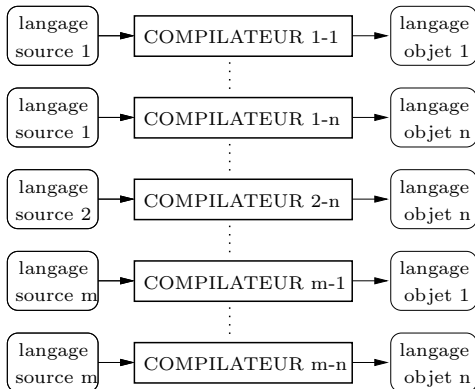 langage
source 1
COMPILATEUR 1-1
langage
objet 1
langage
source 1
COMPILATEUR 1-n
langage
objet n
langage
source 2
COMPILATEUR 2-n
langage
objet n
langage
source m
COMPILATEUR m-1
langage
objet 1
langage
source m
COMPILATEUR m-n
langage
objet n